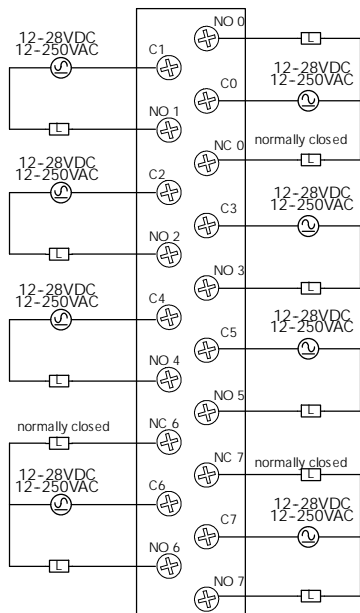 NO 0
12-28VDC
12-250VAC
C1
L
12-28VDC
12-250VAC
C0
NO 1
L
NC 0
normally closed
L
12-28VDC
12-250VAC
C2
12-28VDC
12-250VAC
C3
NO 2
L
NO 3
L
12-28VDC
12-250VAC
C4
12-28VDC
12-250VAC
C5
NO 4
L
NO 5
L
normally closed
NC 6
L
NC 7
normally closed
L
12-28VDC
12-250VAC
C6
12-28VDC
12-250VAC
C7
NO 6
L
NO 7
L